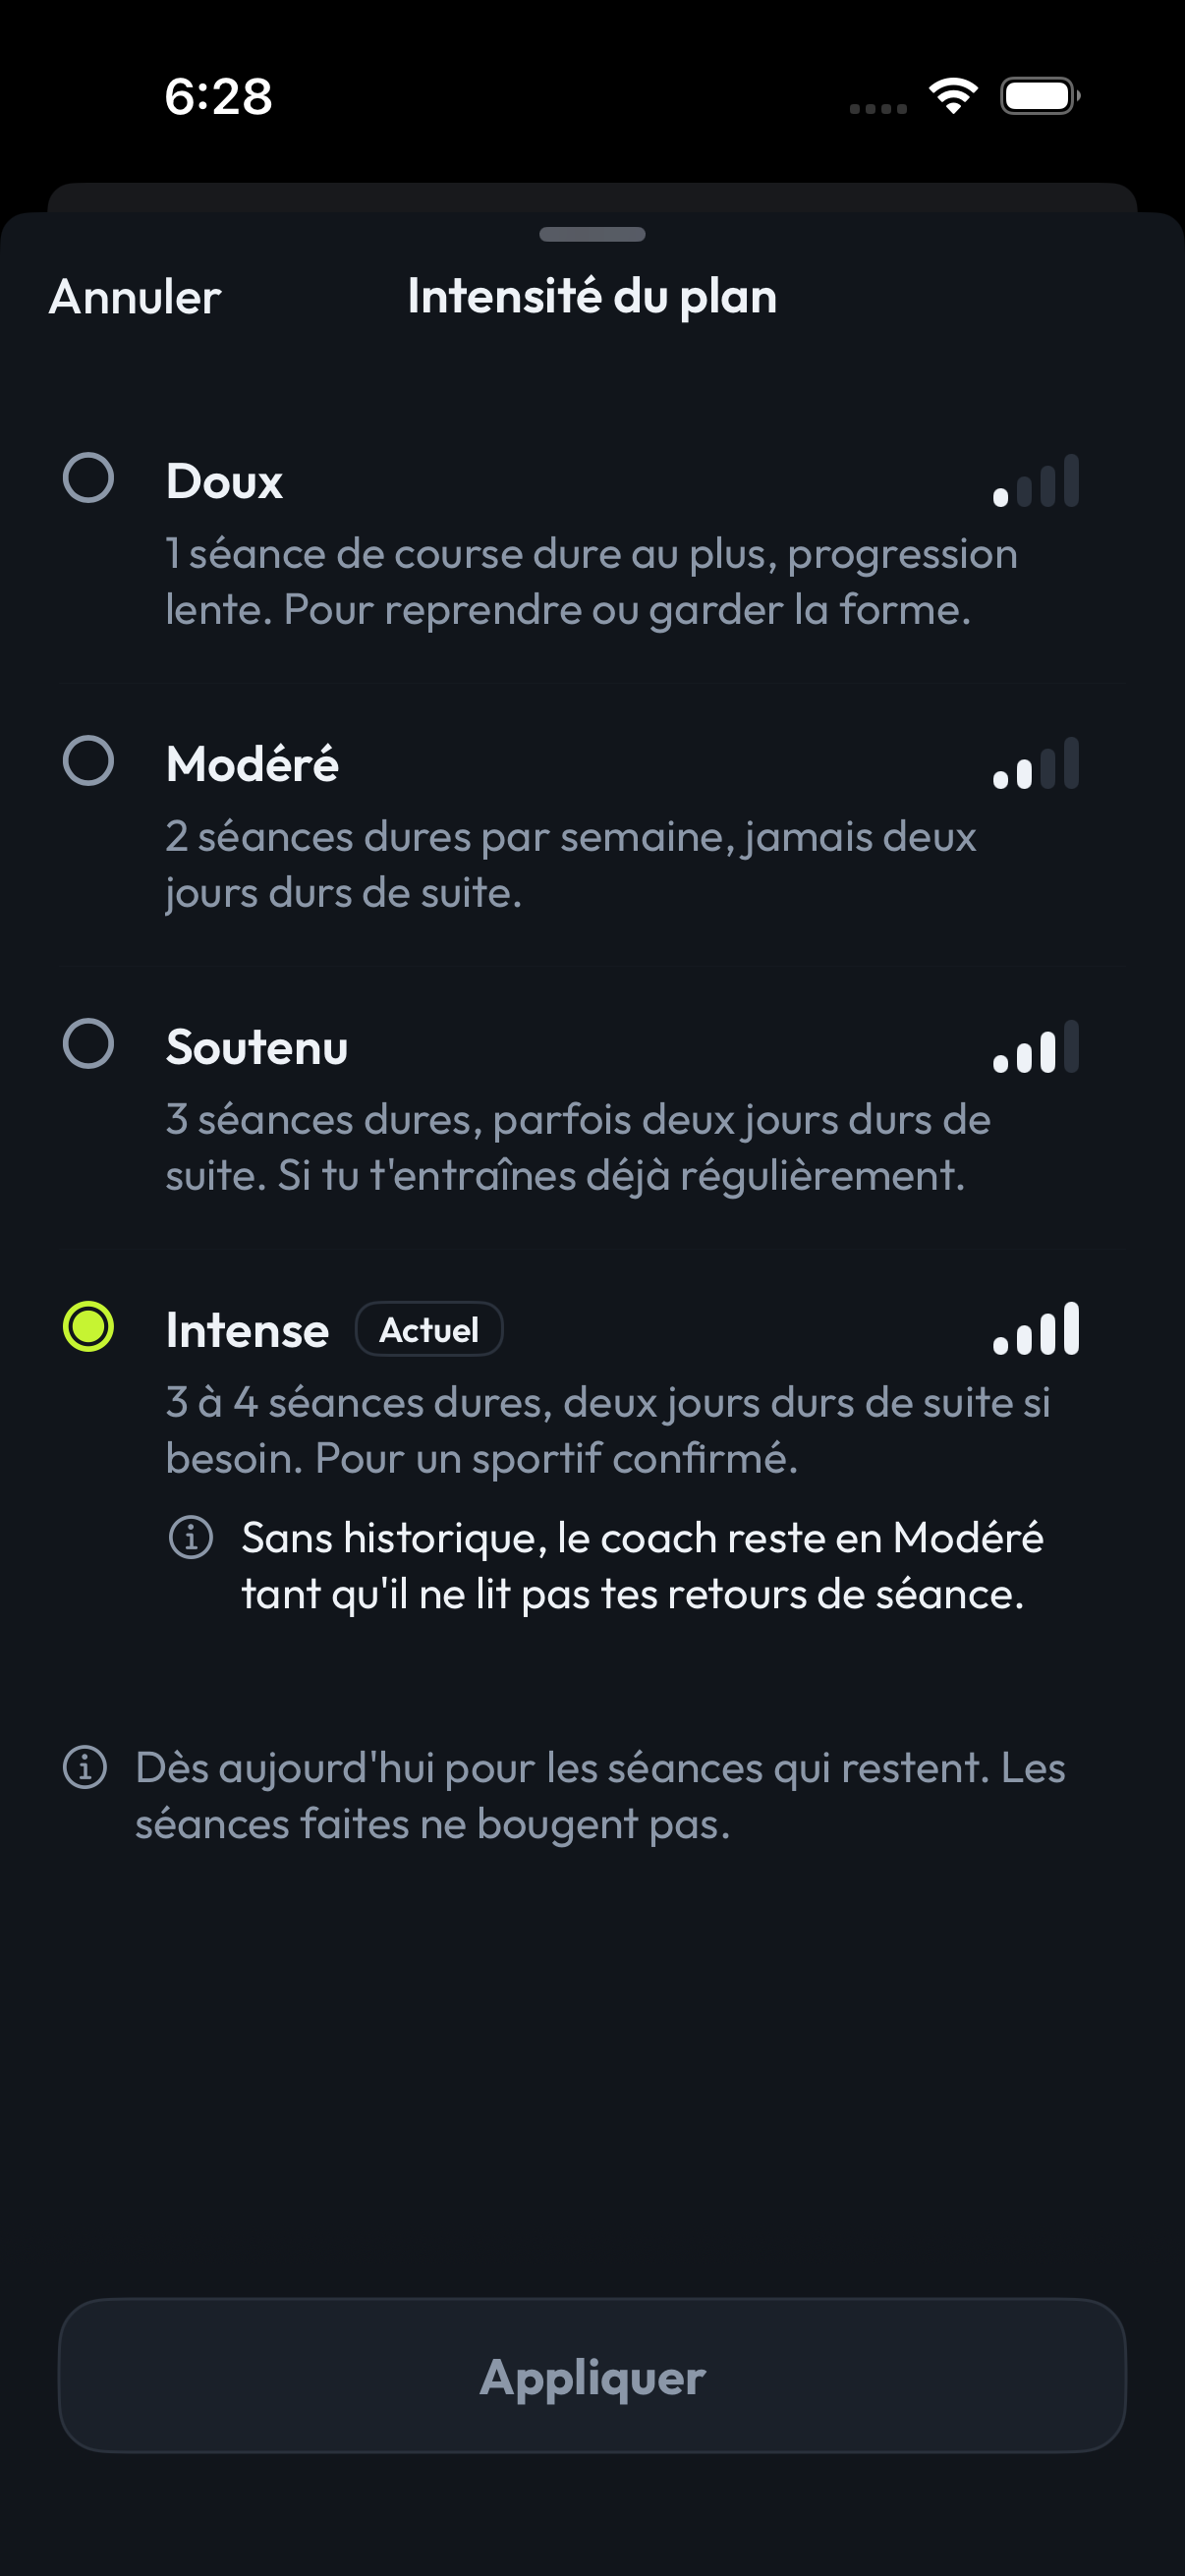 6:28
Annuler
Intensité du plan
Doux
1 séance de course dure au plus, progression
lente. Pour reprendre ou garder la forme.
Modéré
2 séances dures par semaine, jamais deux
jours durs de suite.
Soutenu
3 séances dures, parfois deux jours durs de
suite. Si tu t'entraînes déjà régulièrement.
Intense
Actuel
3 à 4 séances dures, deux jours durs de suite si
besoin. Pour un sportif confirmé.
Sans historique, le coach reste en Modéré
tant qu'il ne lit pas tes retours de séance.
Dès aujourd'hui pour les séances qui restent. Les
séances faites ne bougent pas.
Appliquer